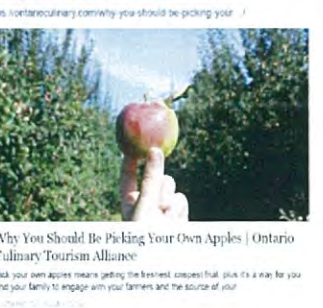 ontarioculinary.com/why-you-should-be-picking-your
Why You Should Be Picking Your Own Apples | Ontario
Culinary Tourism Alliance
Pick your own apples means getting the freshest, crispest fruit, plus it's a way for you
and your family to engage with your farmers and the source of your